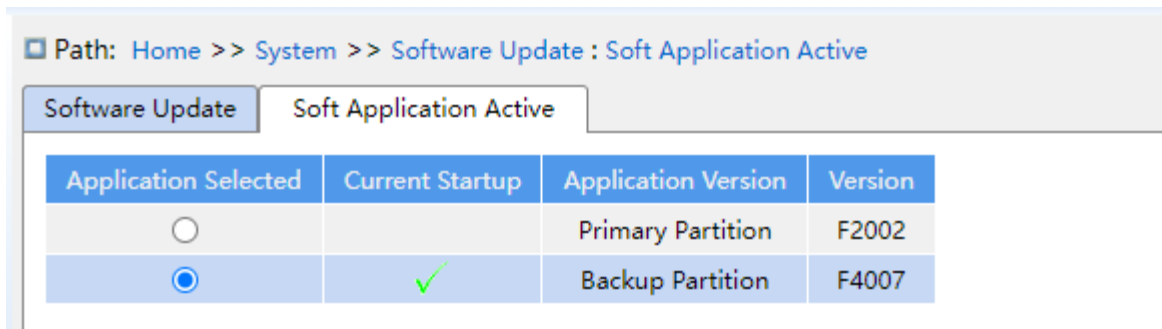 Path: Home >> System >> Software Update : Soft Application Active
Software Update Soft Application Active
Application Selected Current Startup Application Version Version
Primary Partition F2002
Backup Partition F4007